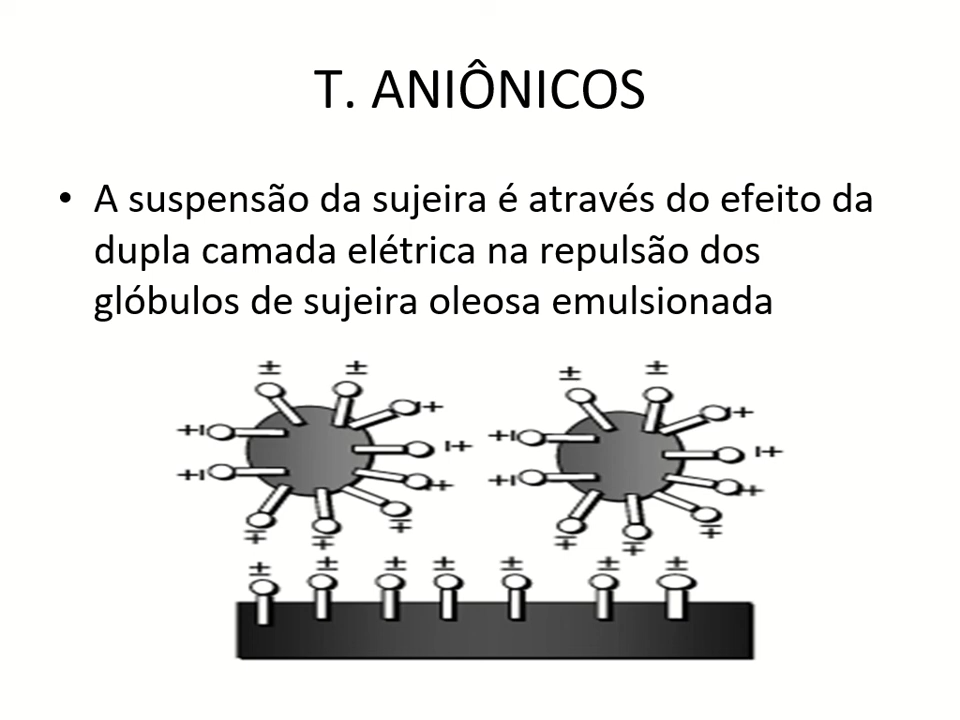 T. ANIÔNICOS
• A suspensão da sujeira é através do efeito da
dupla camada elétrica na repulsão dos
glóbulos de sujeira oleosa emulsionada
± ± ± ±
± ± ± ±
± ± ± ±
± ± ± ±
± ± ± ±
± ± ± ± ± ± ±